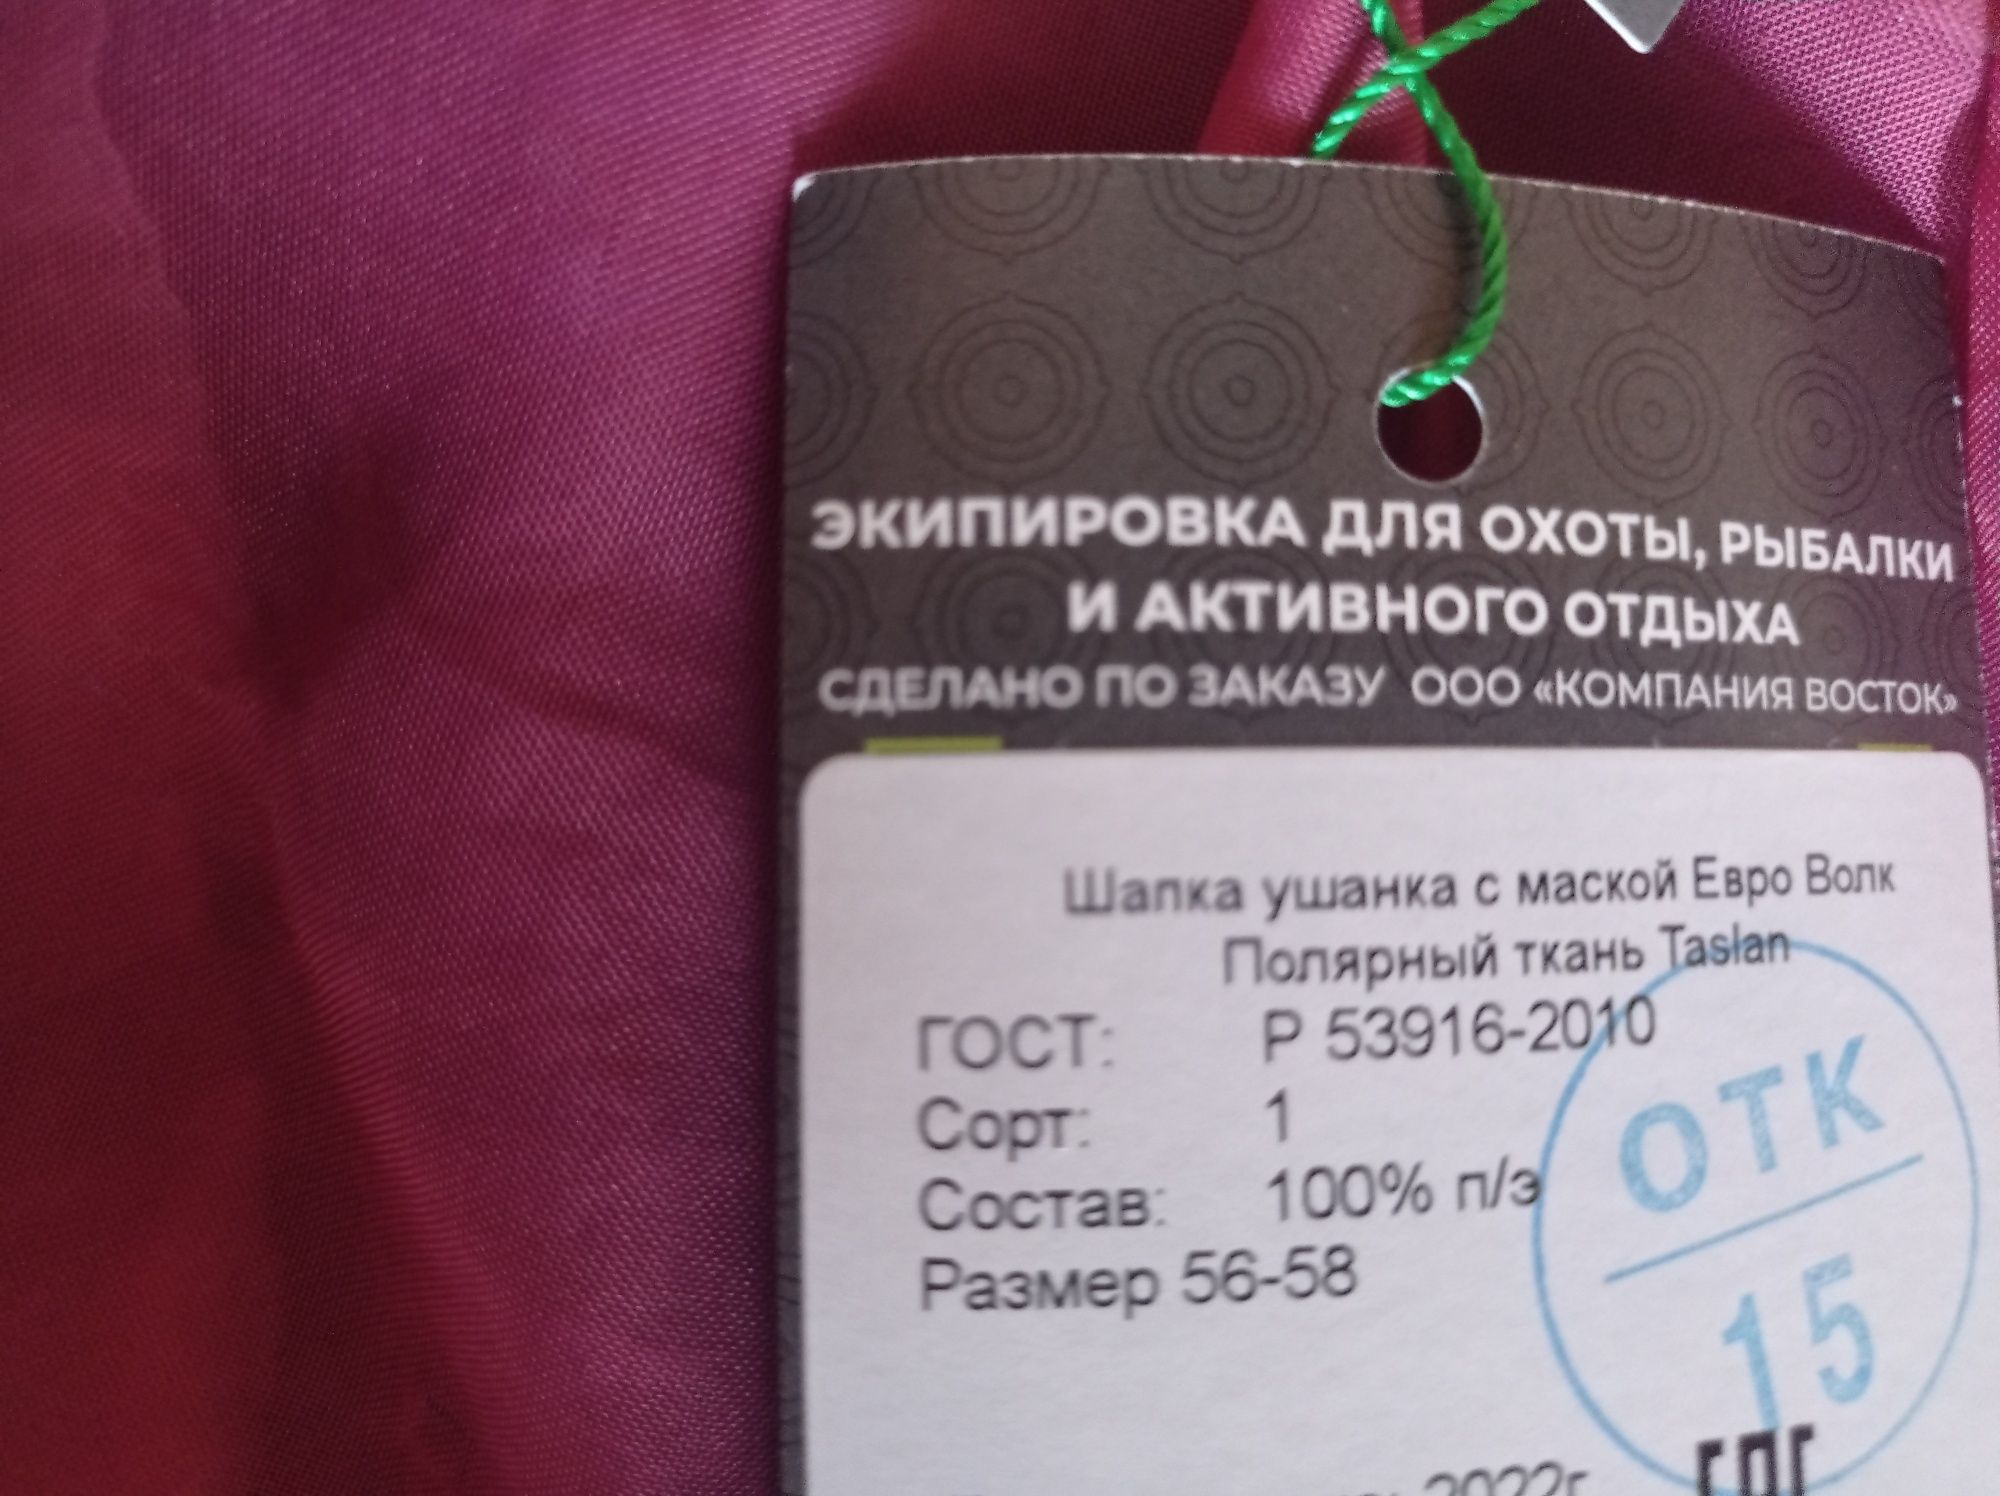 ЭКИПИРОВКА ДЛЯ ОХОТЫ, РЫБАЛКИ
И АКТИВНОГО ОТДЫХА
СДЕЛАНО ПО ЗАКАЗУ ООО «КОМПАНИЯ ВОСТОК»
Шапка ушанка с маской Евро Волк
Полярный ткань Taslan
ГОСТ: Р 53916-2010
Сорт: 1
Состав: 100% п/э
Размер 56-58
ОТК
15
2022г